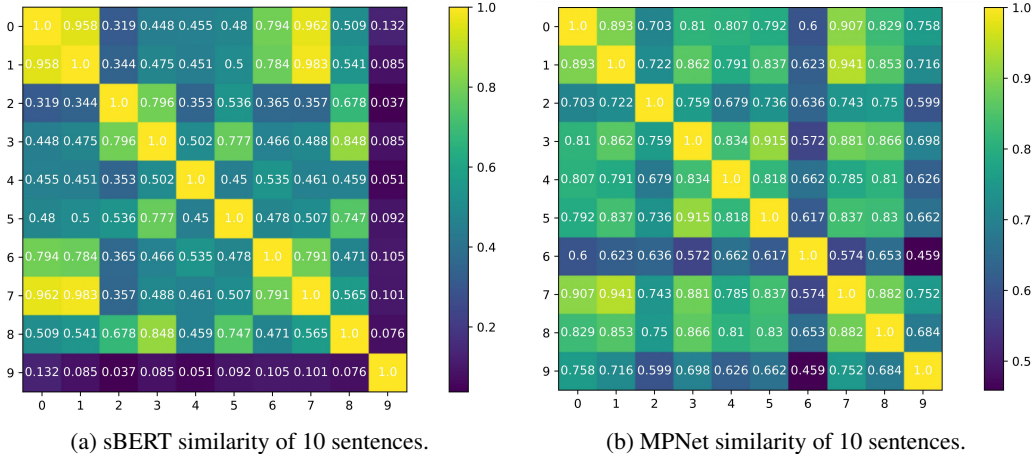 0 1.0 0.958 0.319 0.448 0.455 0.48 0.794 0.962 0.509 0.132
1 0.958 1.0 0.344 0.475 0.451 0.5 0.784 0.983 0.541 0.085
2 0.319 0.344 1.0 0.796 0.353 0.536 0.365 0.357 0.678 0.037
3 0.448 0.475 0.796 1.0 0.502 0.777 0.466 0.488 0.848 0.085
4 0.455 0.451 0.353 0.502 1.0 0.45 0.535 0.461 0.459 0.051
5 0.48 0.5 0.536 0.777 0.45 1.0 0.478 0.507 0.747 0.092
6 0.794 0.784 0.365 0.466 0.535 0.478 1.0 0.791 0.471 0.105
7 0.962 0.983 0.357 0.488 0.461 0.507 0.791 1.0 0.565 0.101
8 0.509 0.541 0.678 0.848 0.459 0.747 0.471 0.565 1.0 0.076
9 0.132 0.085 0.037 0.085 0.051 0.092 0.105 0.101 0.076 1.0
0 1 2 3 4 5 6 7 8 9
1.0
0.8
0.6
0.4
0.2
(a) sBERT similarity of 10 sentences.
0 1.0 0.893 0.703 0.81 0.807 0.792 0.6 0.907 0.829 0.758
1 0.893 1.0 0.722 0.862 0.791 0.837 0.623 0.941 0.853 0.716
2 0.703 0.722 1.0 0.759 0.679 0.736 0.636 0.743 0.75 0.599
3 0.81 0.862 0.759 1.0 0.834 0.915 0.572 0.881 0.866 0.698
4 0.807 0.791 0.679 0.834 1.0 0.818 0.662 0.785 0.81 0.626
5 0.792 0.837 0.736 0.915 0.818 1.0 0.617 0.837 0.83 0.662
6 0.6 0.623 0.636 0.572 0.662 0.617 1.0 0.574 0.653 0.459
7 0.907 0.941 0.743 0.881 0.785 0.837 0.574 1.0 0.882 0.752
8 0.829 0.853 0.75 0.866 0.81 0.83 0.653 0.882 1.0 0.684
9 0.758 0.716 0.599 0.698 0.626 0.662 0.459 0.752 0.684 1.0
0 1 2 3 4 5 6 7 8 9
1.0
0.9
0.8
0.7
0.6
0.5
(b) MPNet similarity of 10 sentences.